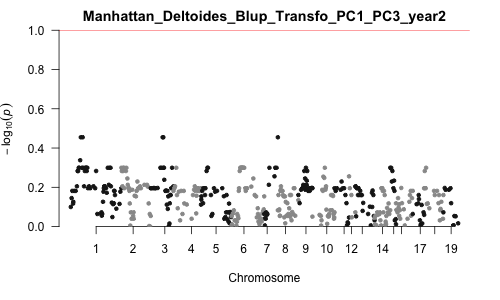 Manhattan_Deltoides_Blup_Transfo_PC1_PC3_year2
1.0
0.8
0.6
0.4
0.2
0.0
− log₁₀(p)
1 2 3 4 5 6 7 8 9 10 12 14 17 19
Chromosome